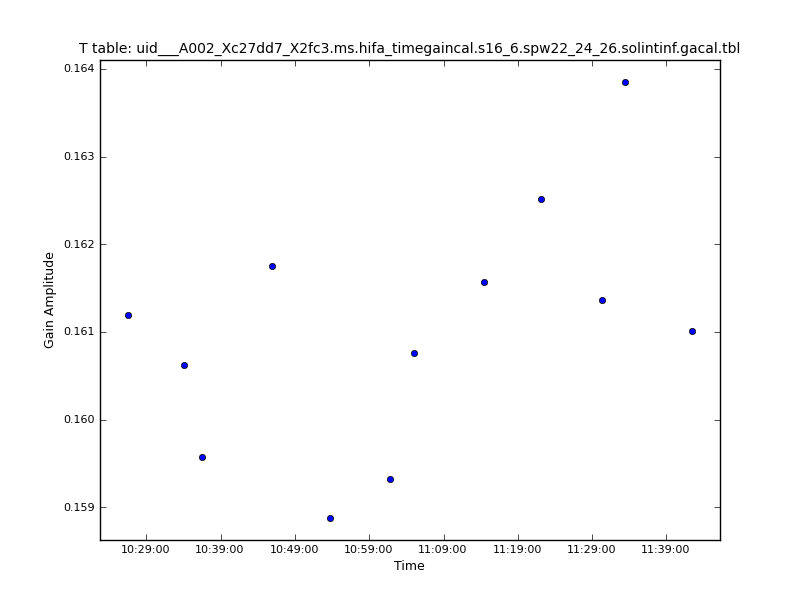 T table: uid___A002_Xc27dd7_X2fc3.ms.hifa_timegaincal.s16_6.spw22_24_26.solintinf.gacal.tbl
0.164
0.163
0.162
0.161
0.160
0.159
Gain Amplitude
10:29:00 10:39:00 10:49:00 10:59:00 11:09:00 11:19:00 11:29:00 11:39:00
Time